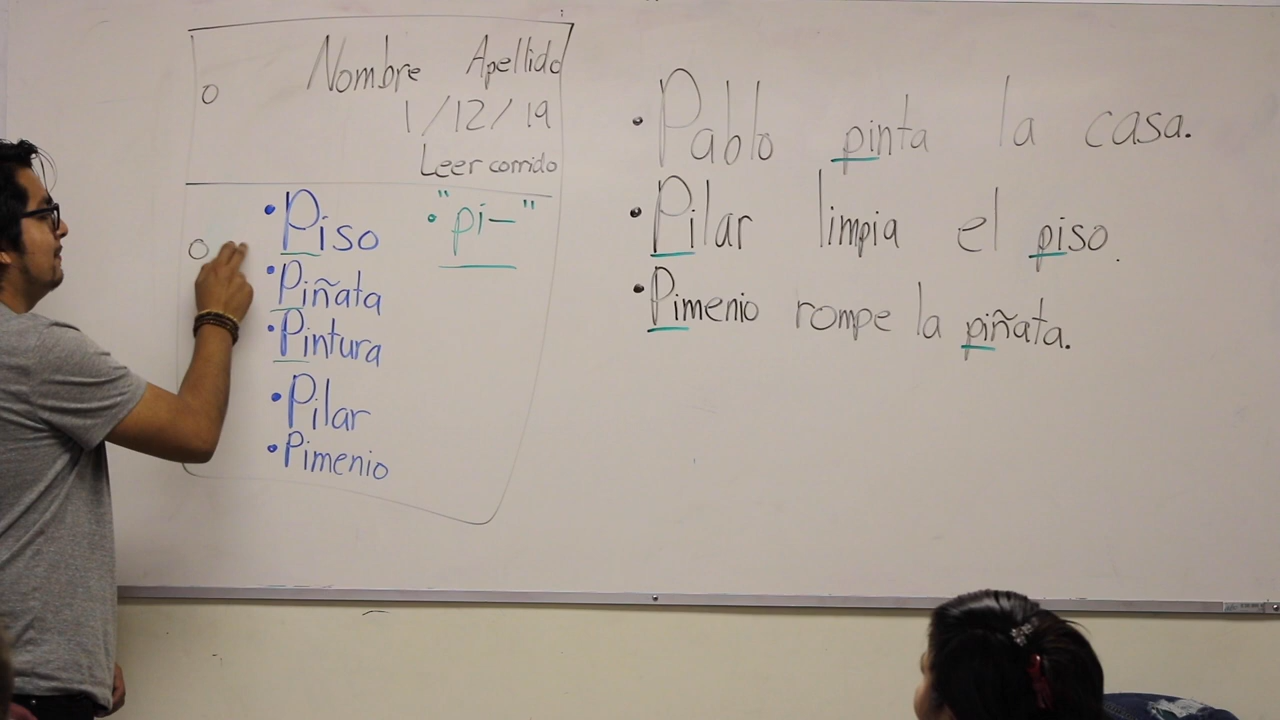 Nombre Apellido
1/12/19
Leer corrido
• Piso
• "pi-"
• Piñata
• Pintura
• Pilar
• Pimenio
• Pablo pinta la casa.
• Pilar limpia el piso.
• Pimenio rompe la piñata.